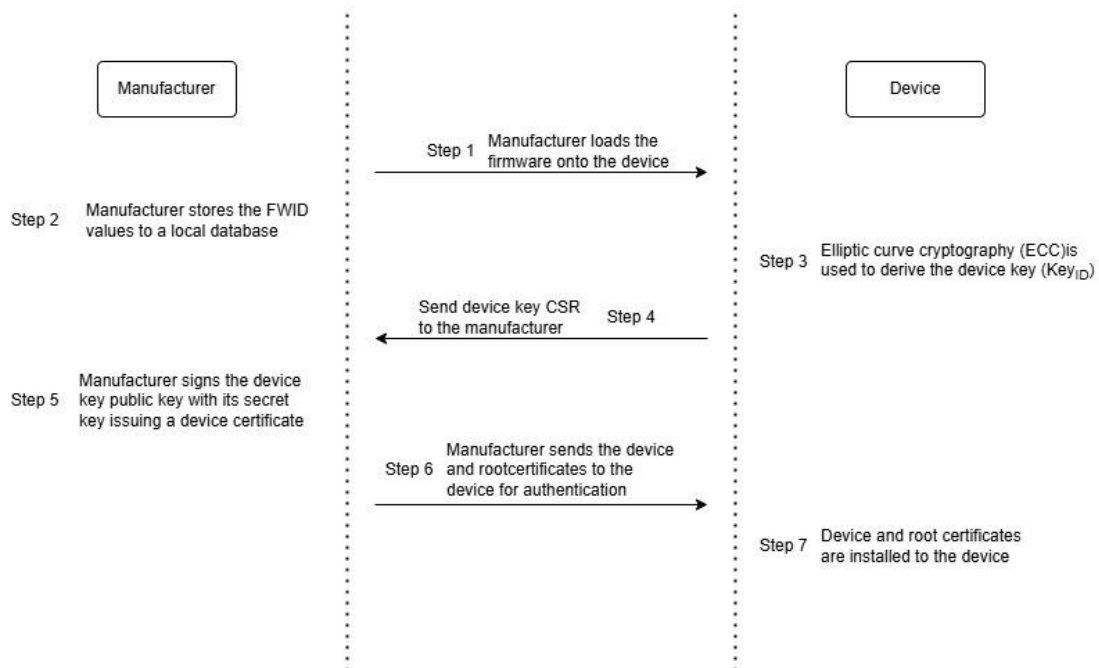 Manufacturer
Device
Step 1
Manufacturer loads the
firmware onto the device
Step 2
Manufacturer stores the FWID
values to a local database
Step 3
Elliptic curve cryptography (ECC)is
used to derive the device key (KeyID)
Send device key CSR
to the manufacturer
Step 4
Step 5
Manufacturer signs the device
key public key with its secret
key issuing a device certificate
Step 6
Manufacturer sends the device
and rootcertificates to the
device for authentication
Step 7
Device and root certificates
are installed to the device